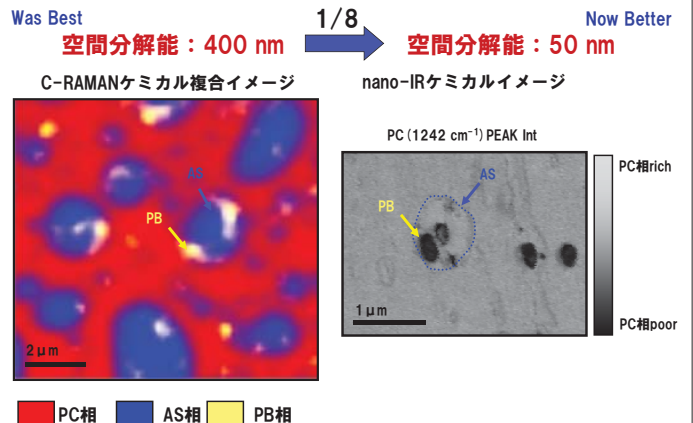 Was Best
1/8
Now Better
空間分解能：400 nm
空間分解能：50 nm
C-RAMANケミカル複合イメージ
nano-IRケミカルイメージ
PC (1242 cm⁻¹) PEAK Int
AS
PB
2μm
AS
PB
1μm
PC相rich
PC相poor
PC相
AS相
PB相